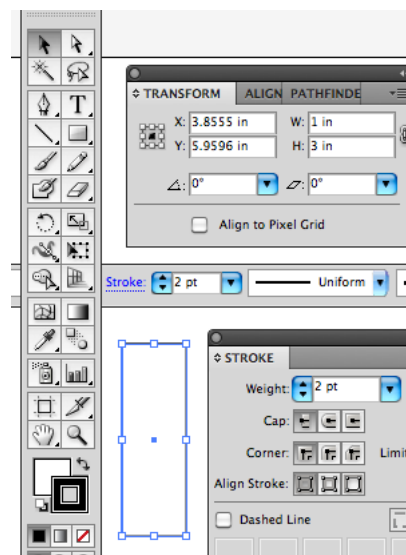 TRANSFORM ALIGN PATHFINDE
X: 3.8555 in W: 1 in
Y: 5.9596 in H: 3 in
0° 0°
Align to Pixel Grid
T
Stroke: 2 pt Uniform
STROKE
Weight: 2 pt
Cap:
Corner: Limit
Align Stroke:
Dashed Line